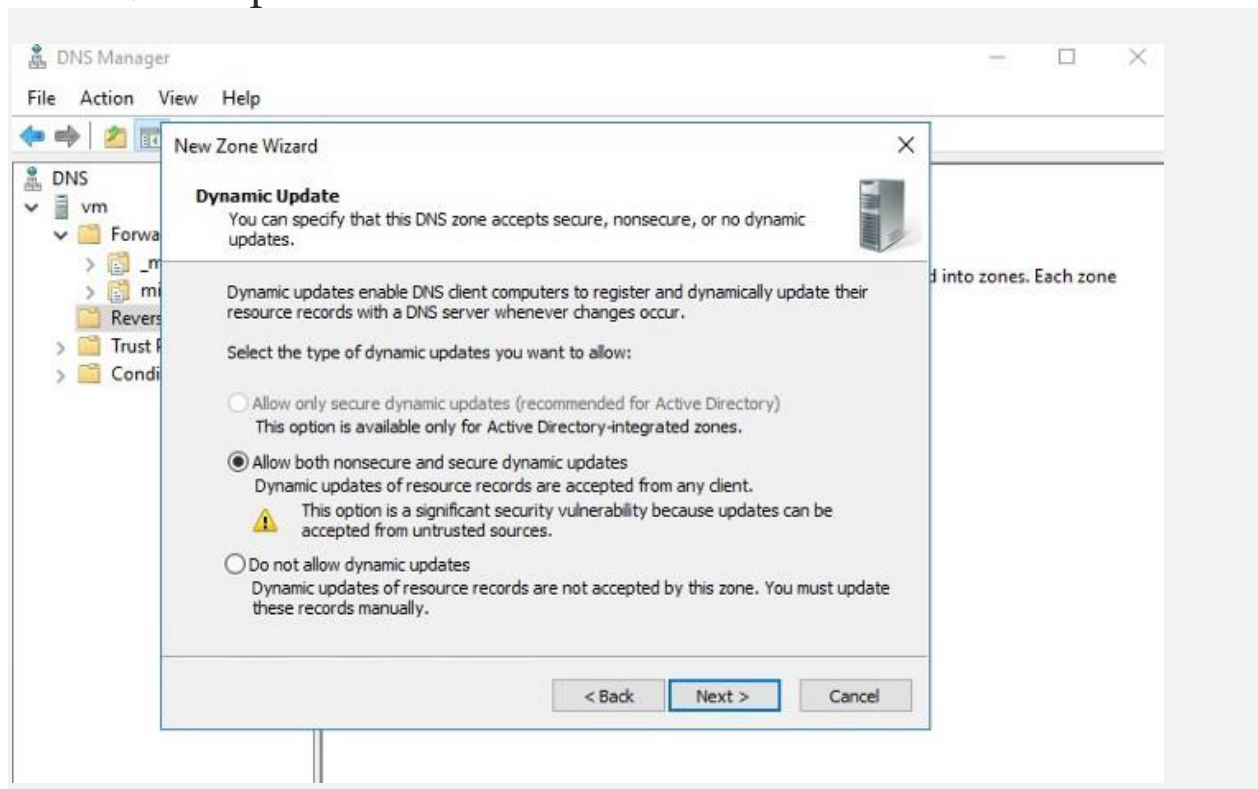 DNS Manager
File Action View Help
New Zone Wizard
DNS
vm
Forwa
_m
mi
Revers
Trust P
Condi
Dynamic Update
You can specify that this DNS zone accepts secure, nonsecure, or no dynamic
updates.
d into zones. Each zone
Dynamic updates enable DNS client computers to register and dynamically update their
resource records with a DNS server whenever changes occur.
Select the type of dynamic updates you want to allow:
Allow only secure dynamic updates (recommended for Active Directory)
This option is available only for Active Directory-integrated zones.
Allow both nonsecure and secure dynamic updates
Dynamic updates of resource records are accepted from any client.
This option is a significant security vulnerability because updates can be
accepted from untrusted sources.
Do not allow dynamic updates
Dynamic updates of resource records are not accepted by this zone. You must update
these records manually.
< Back Next > Cancel